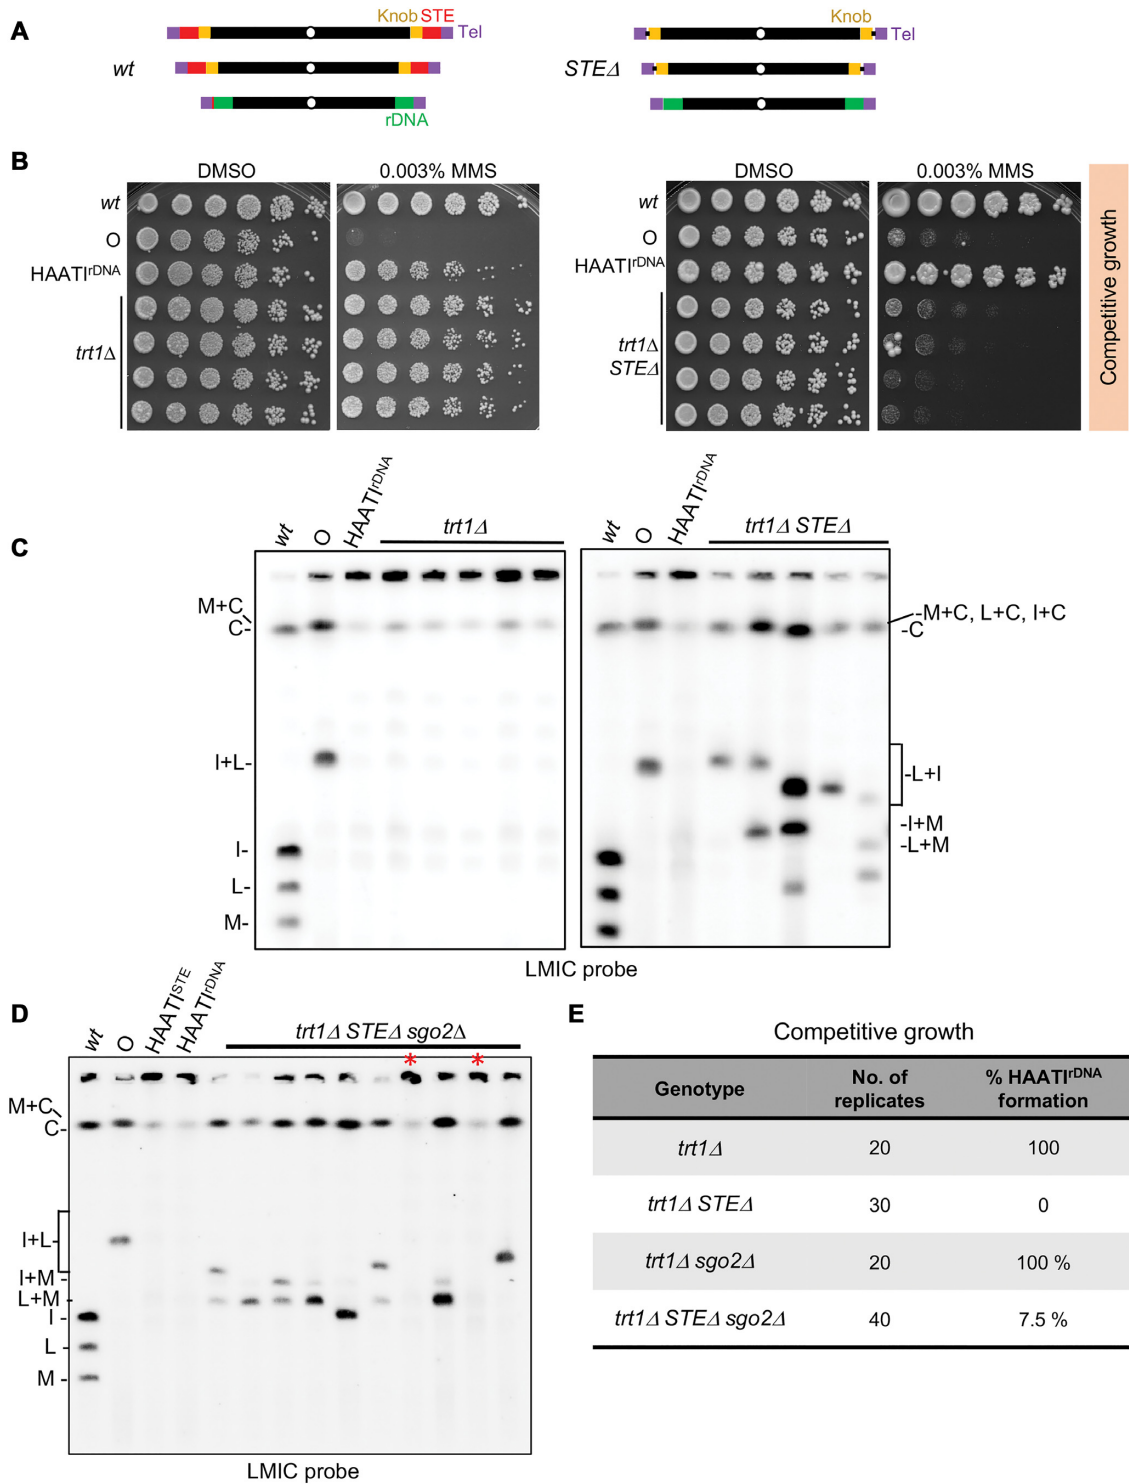 A
Knob STE
Tel
wt
rDNA
Knob
Tel
STEΔ
B
DMSO
0.003% MMS
wt
O
HAATI^rDNA
trt1Δ
DMSO
0.003% MMS
wt
O
HAATI^rDNA
trt1Δ
STEΔ
Competitive growth
C
wt
O
HAATI^rDNA
trt1Δ
wt
O
HAATI^rDNA
trt1Δ STEΔ
M+C
C-
I+L-
I-
L-
M-
-M+C, L+C, I+C
-C
-L+I
-I+M
-L+M
LMIC probe
D
wt
O
HAATI^STE
HAATI^rDNA
trt1Δ STEΔ sgo2Δ
* *
M+C
C-
I+L-
I+M -
L+M-
I -
L -
M -
LMIC probe
E
Competitive growth
Genotype No. of replicates % HAATI^rDNA formation
trt1Δ 20 100
trt1Δ STEΔ 30 0
trt1Δ sgo2Δ 20 100 %
trt1Δ STEΔ sgo2Δ 40 7.5 %